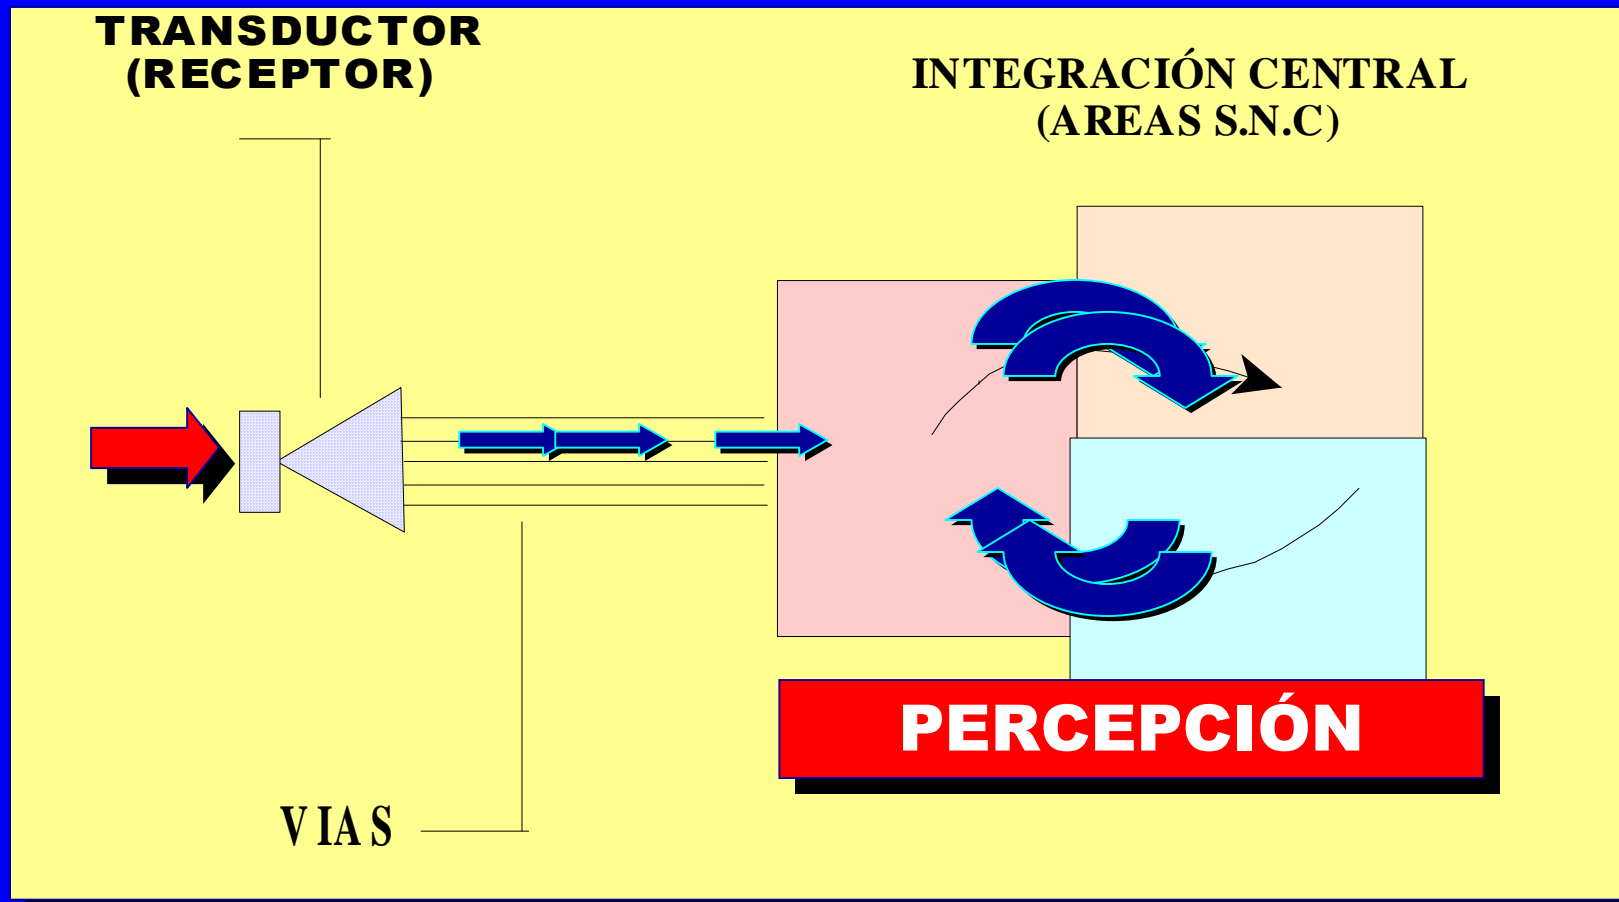 TRANSDUCTOR
(RECEPTOR)
INTEGRACIÓN CENTRAL
(AREAS S.N.C)
PERCEPCIÓN
VIAS